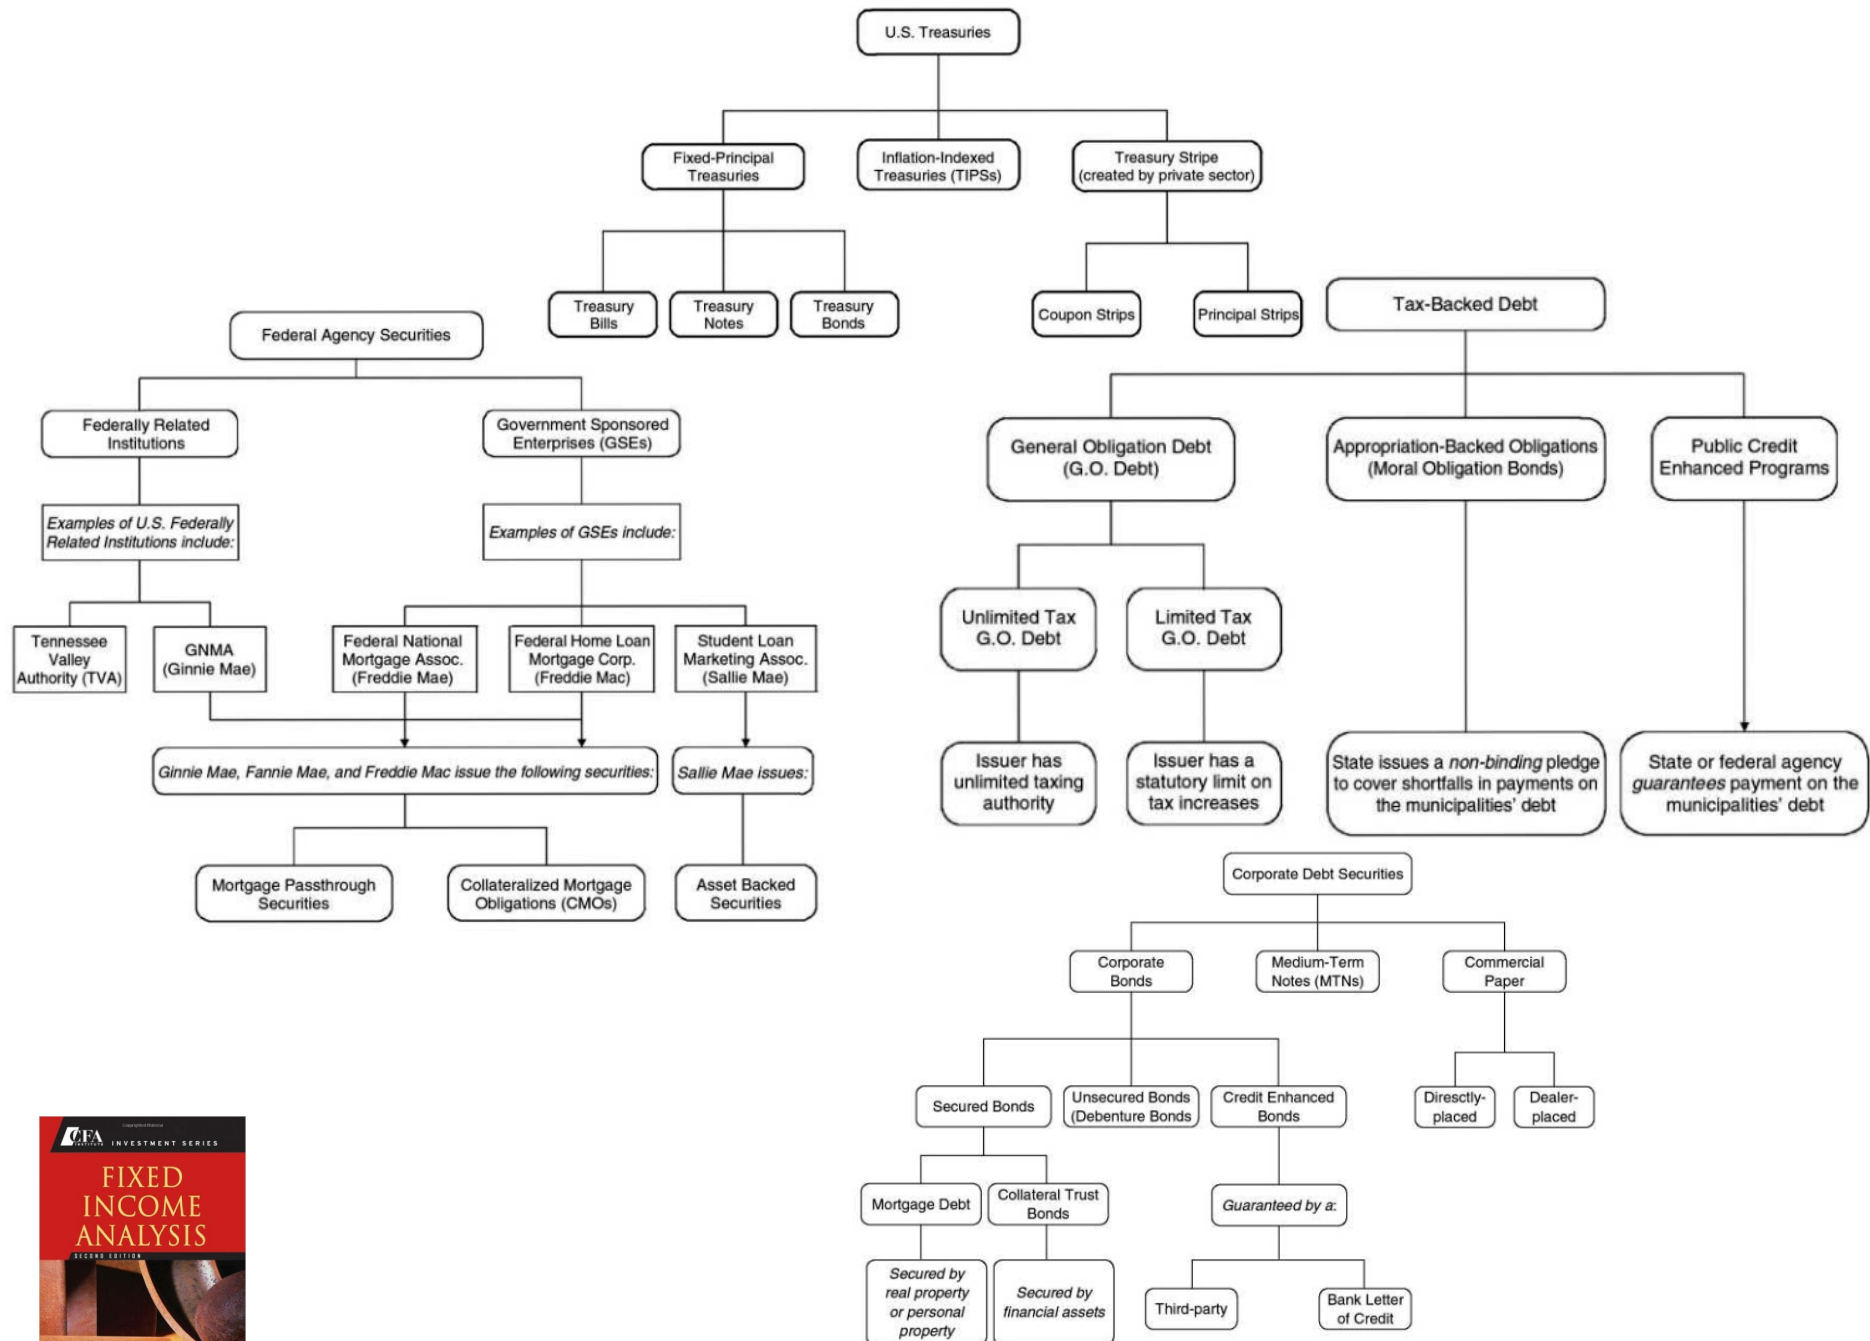 U.S. Treasuries
Fixed-Principal
Treasuries
Inflation-Indexed
Treasuries (TIPSs)
Treasury Stripe
(created by private sector)
Treasury
Bills
Treasury
Notes
Treasury
Bonds
Coupon Strips
Principal Strips
Federal Agency Securities
Federally Related
Institutions
Government Sponsored
Enterprises (GSEs)
Examples of U.S. Federally
Related Institutions include:
Examples of GSEs include:
Tennessee
Valley
Authority (TVA)
GNMA
(Ginnie Mae)
Federal National
Mortgage Assoc.
(Freddie Mae)
Federal Home Loan
Mortgage Corp.
(Freddie Mac)
Student Loan
Marketing Assoc.
(Sallie Mae)
Ginnie Mae, Fannie Mae, and Freddie Mac issue the following securities:
Sallie Mae issues:
Mortgage Passthrough
Securities
Collateralized Mortgage
Obligations (CMOs)
Asset Backed
Securities
Tax-Backed Debt
General Obligation Debt
(G.O. Debt)
Appropriation-Backed Obligations
(Moral Obligation Bonds)
Public Credit
Enhanced Programs
Unlimited Tax
G.O. Debt
Limited Tax
G.O. Debt
Issuer has
unlimited taxing
authority
Issuer has a
statutory limit on
tax increases
State issues a non-binding pledge
to cover shortfalls in payments on
the municipalities' debt
State or federal agency
guarantees payment on the
municipalities' debt
Corporate Debt Securities
Corporate
Bonds
Medium-Term
Notes (MTNs)
Commercial
Paper
Secured Bonds
Unsecured Bonds
(Debenture Bonds
Credit Enhanced
Bonds
Diresctly-
placed
Dealer-
placed
Mortgage Debt
Collateral Trust
Bonds
Guaranteed by a:
Secured by
real property
or personal
property
Secured by
financial assets
Third-party
Bank Letter
of Credit
Copyrighted Material
CFA
INSTITUTE
INVESTMENT SERIES
FIXED
INCOME
ANALYSIS
SECOND EDITION